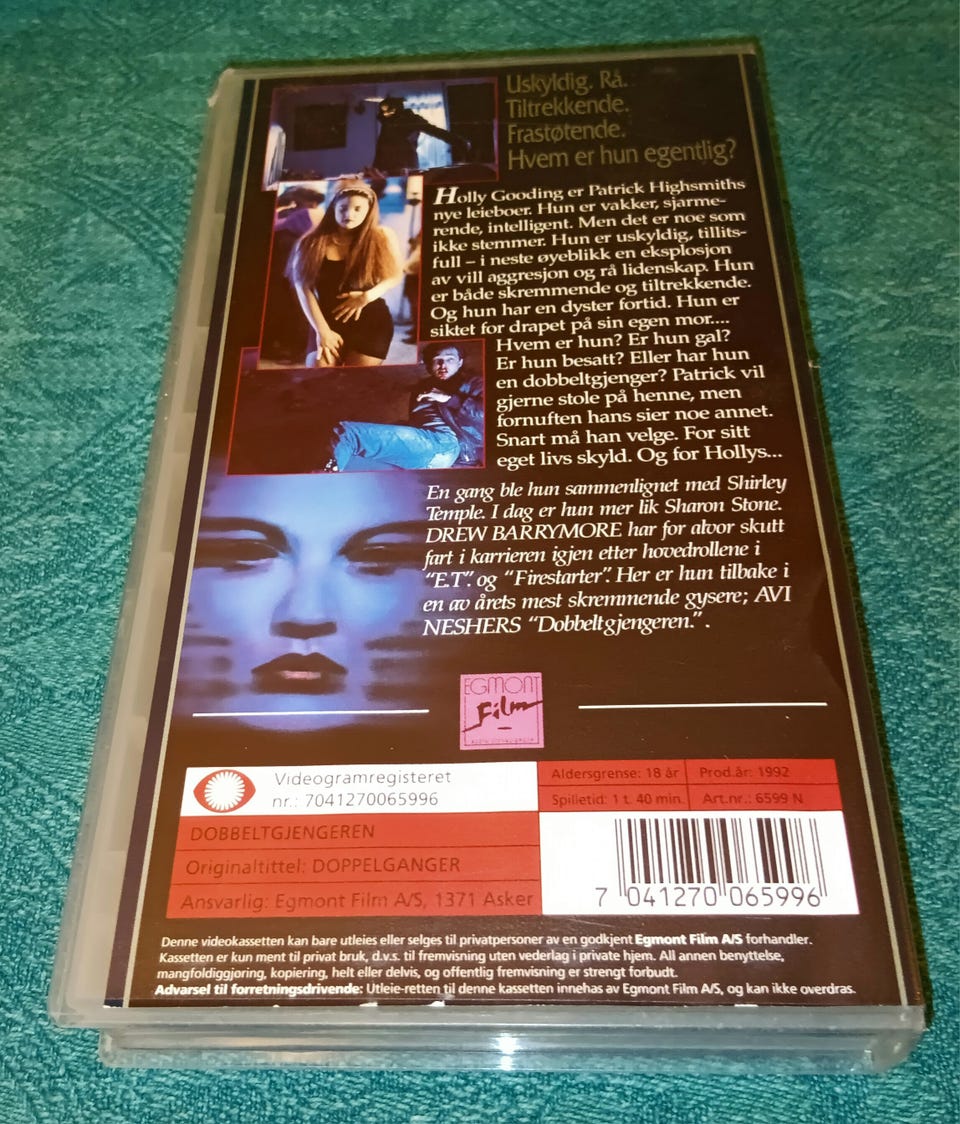 Uskyldig. Rå.
Tiltrekkende.
Frastøtende.
Hvem er hun egentlig?
Holly Gooding er Patrick Highsmiths
nye leieboer. Hun er vakker, sjarme-
rende, intelligent. Men det er noe som
ikke stemmer. Hun er uskyldig, tillits-
full – i neste øyeblikk en eksplosjon
av vill aggresjon og rå lidenskap. Hun
er både skremmende og tiltrekkende.
Og hun har en dyster fortid. Hun er
siktet for drapet på sin egen mor....
Hvem er hun? Er hun gal?
Er hun besatt? Eller har hun
en dobbeltgjenger? Patrick vil
gjerne stole på henne, men
fornuften hans sier noe annet.
Snart må han velge. For sitt
eget livs skyld. Og for Hollys...
En gang ble hun sammenlignet med Shirley
Temple. I dag er hun mer lik Sharon Stone.
DREW BARRYMORE har for alvor skutt
fart i karrieren igjen etter hovedrollene i
“E.T”. og “Firestarter”. Her er hun tilbake i
en av årets mest skremmende gysere; AVI
NESHERS “Dobbeltgjengeren.”.
EGMONT
Film
Videogramregisteret
nr.: 7041270065996
Aldersgrense: 18 år Prod.år: 1992
Spilletid: 1 t. 40 min. Art.nr.: 6599 N
DOBBELTGJENGEREN
Originaltittel: DOPPELGANGER
Ansvarlig: Egmont Film A/S, 1371 Asker
7 041270 065996
Denne videokassetten kan bare utleies eller selges til privatpersoner av en godkjent Egmont Film A/S forhandler.
Kassetten er kun ment til privat bruk, d.v.s. til fremvisning uten vederlag i private hjem. All annen benyttelse,
mangfoldiggjøring, kopiering, helt eller delvis, og offentlig fremvisning er strengt forbudt.
Advarsel til forretningsdrivende: Utleie-retten til denne kassetten innehas av Egmont Film A/S, og kan ikke overdras.